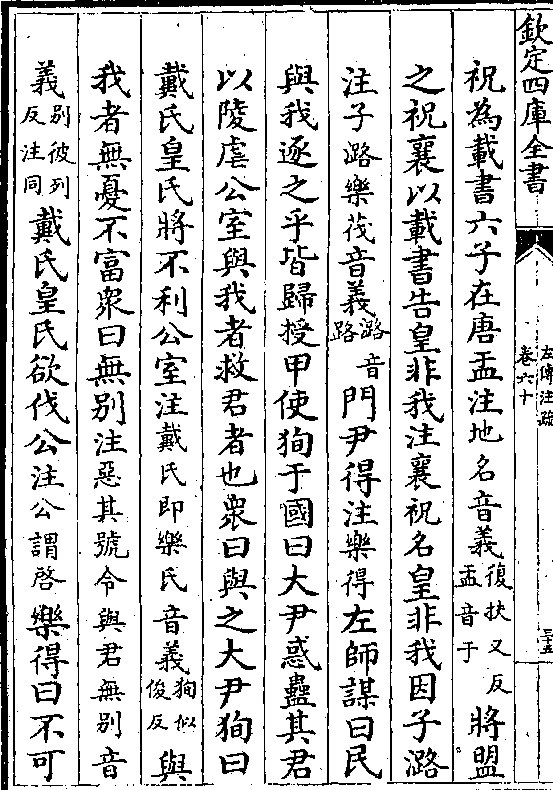 欽定四庫全書
左傳注疏
卷六十
三十五
祝為載書六子在唐盂注地名音義復扶又反盂音于將盟
之祝襄以載書告皇非我注襄祝名皇非我因子潞
注子潞樂茷音義潞音路門尹得注樂得左師謀曰民
與我逐之乎皆歸授甲使狥于國曰大尹惑蠱其君
以陵虐公室與我者救君者也衆曰與之大尹狥曰
戴氏皇氏將不利公室注戴氏即樂氏音義狥似俊反與
我者無憂不富衆曰無别注惡其號令與君無别音
義别彼列反注同戴氏皇氏欲伐公注公謂啓樂得曰不可